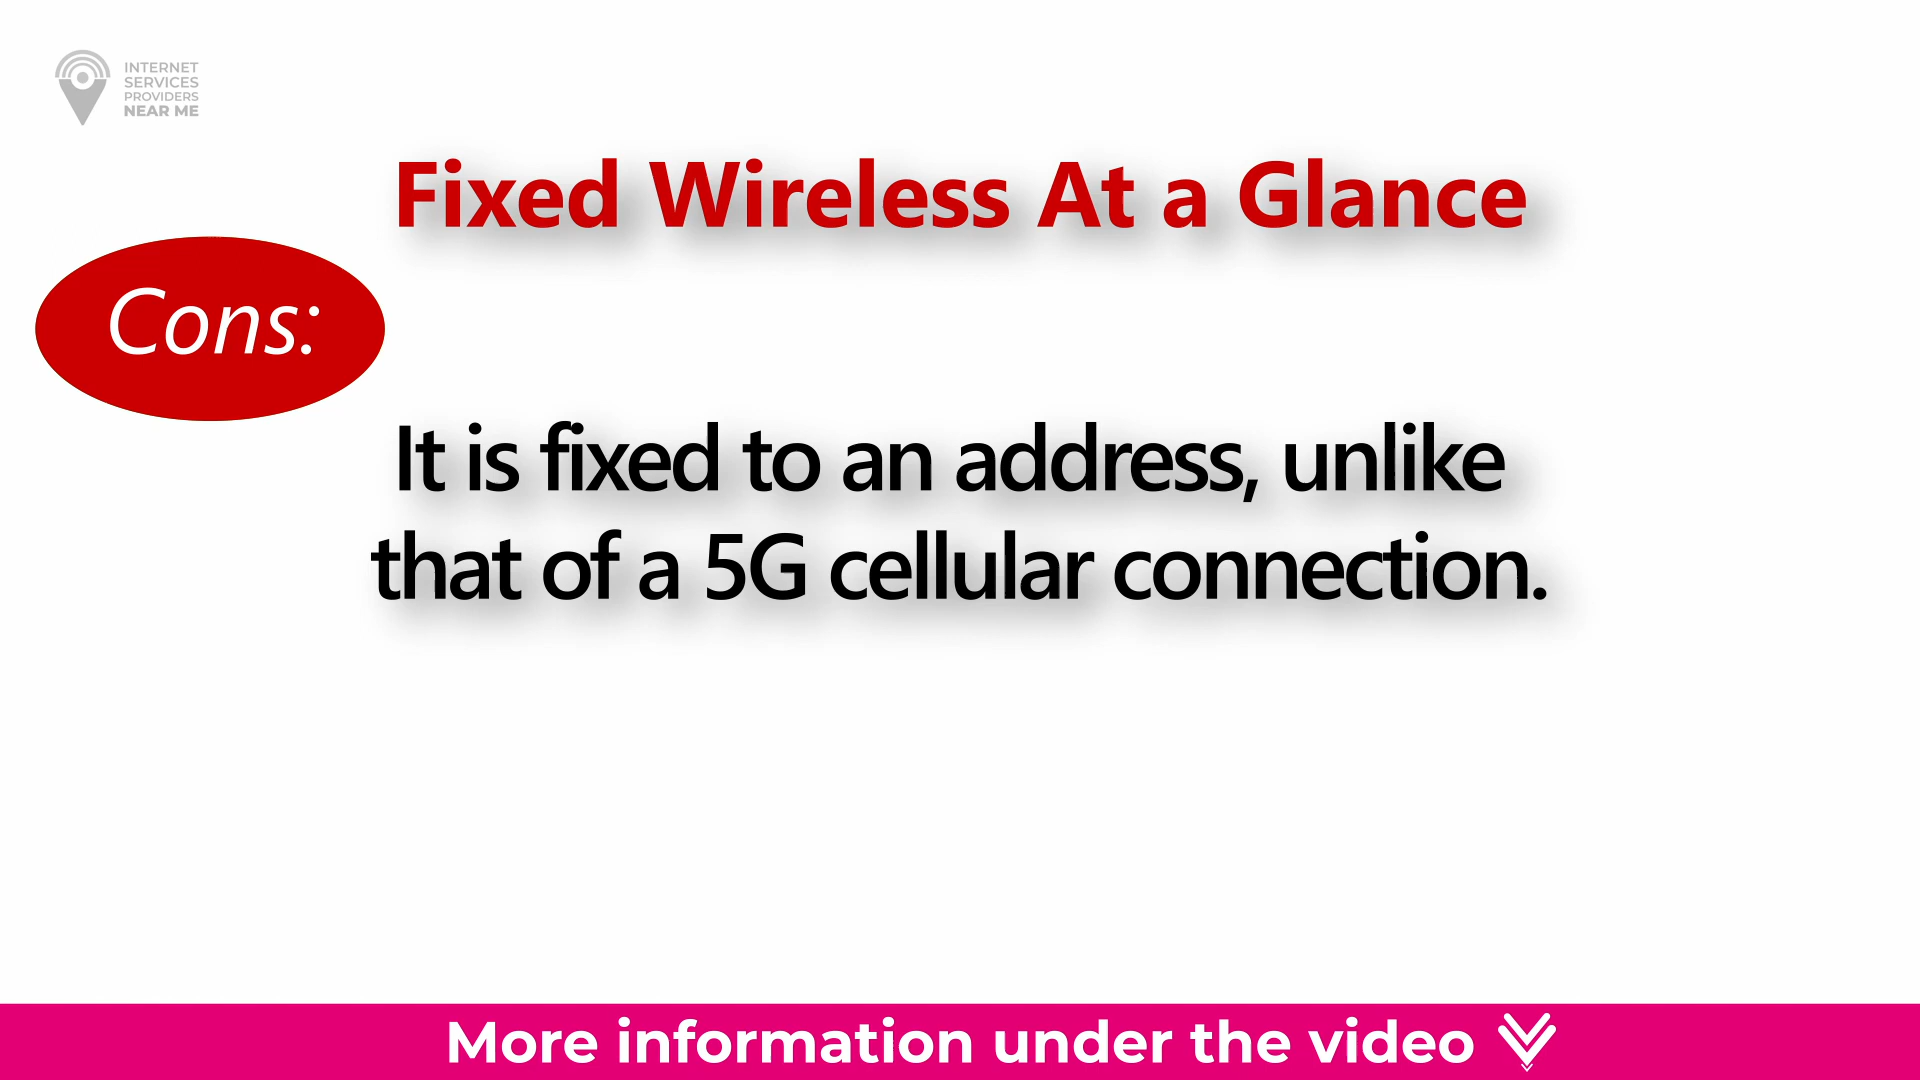 INTERNET
SERVICES
PROVIDERS
NEAR ME
Fixed Wireless At a Glance
Cons:
It is fixed to an address, unlike
that of a 5G cellular connection.
More information under the video